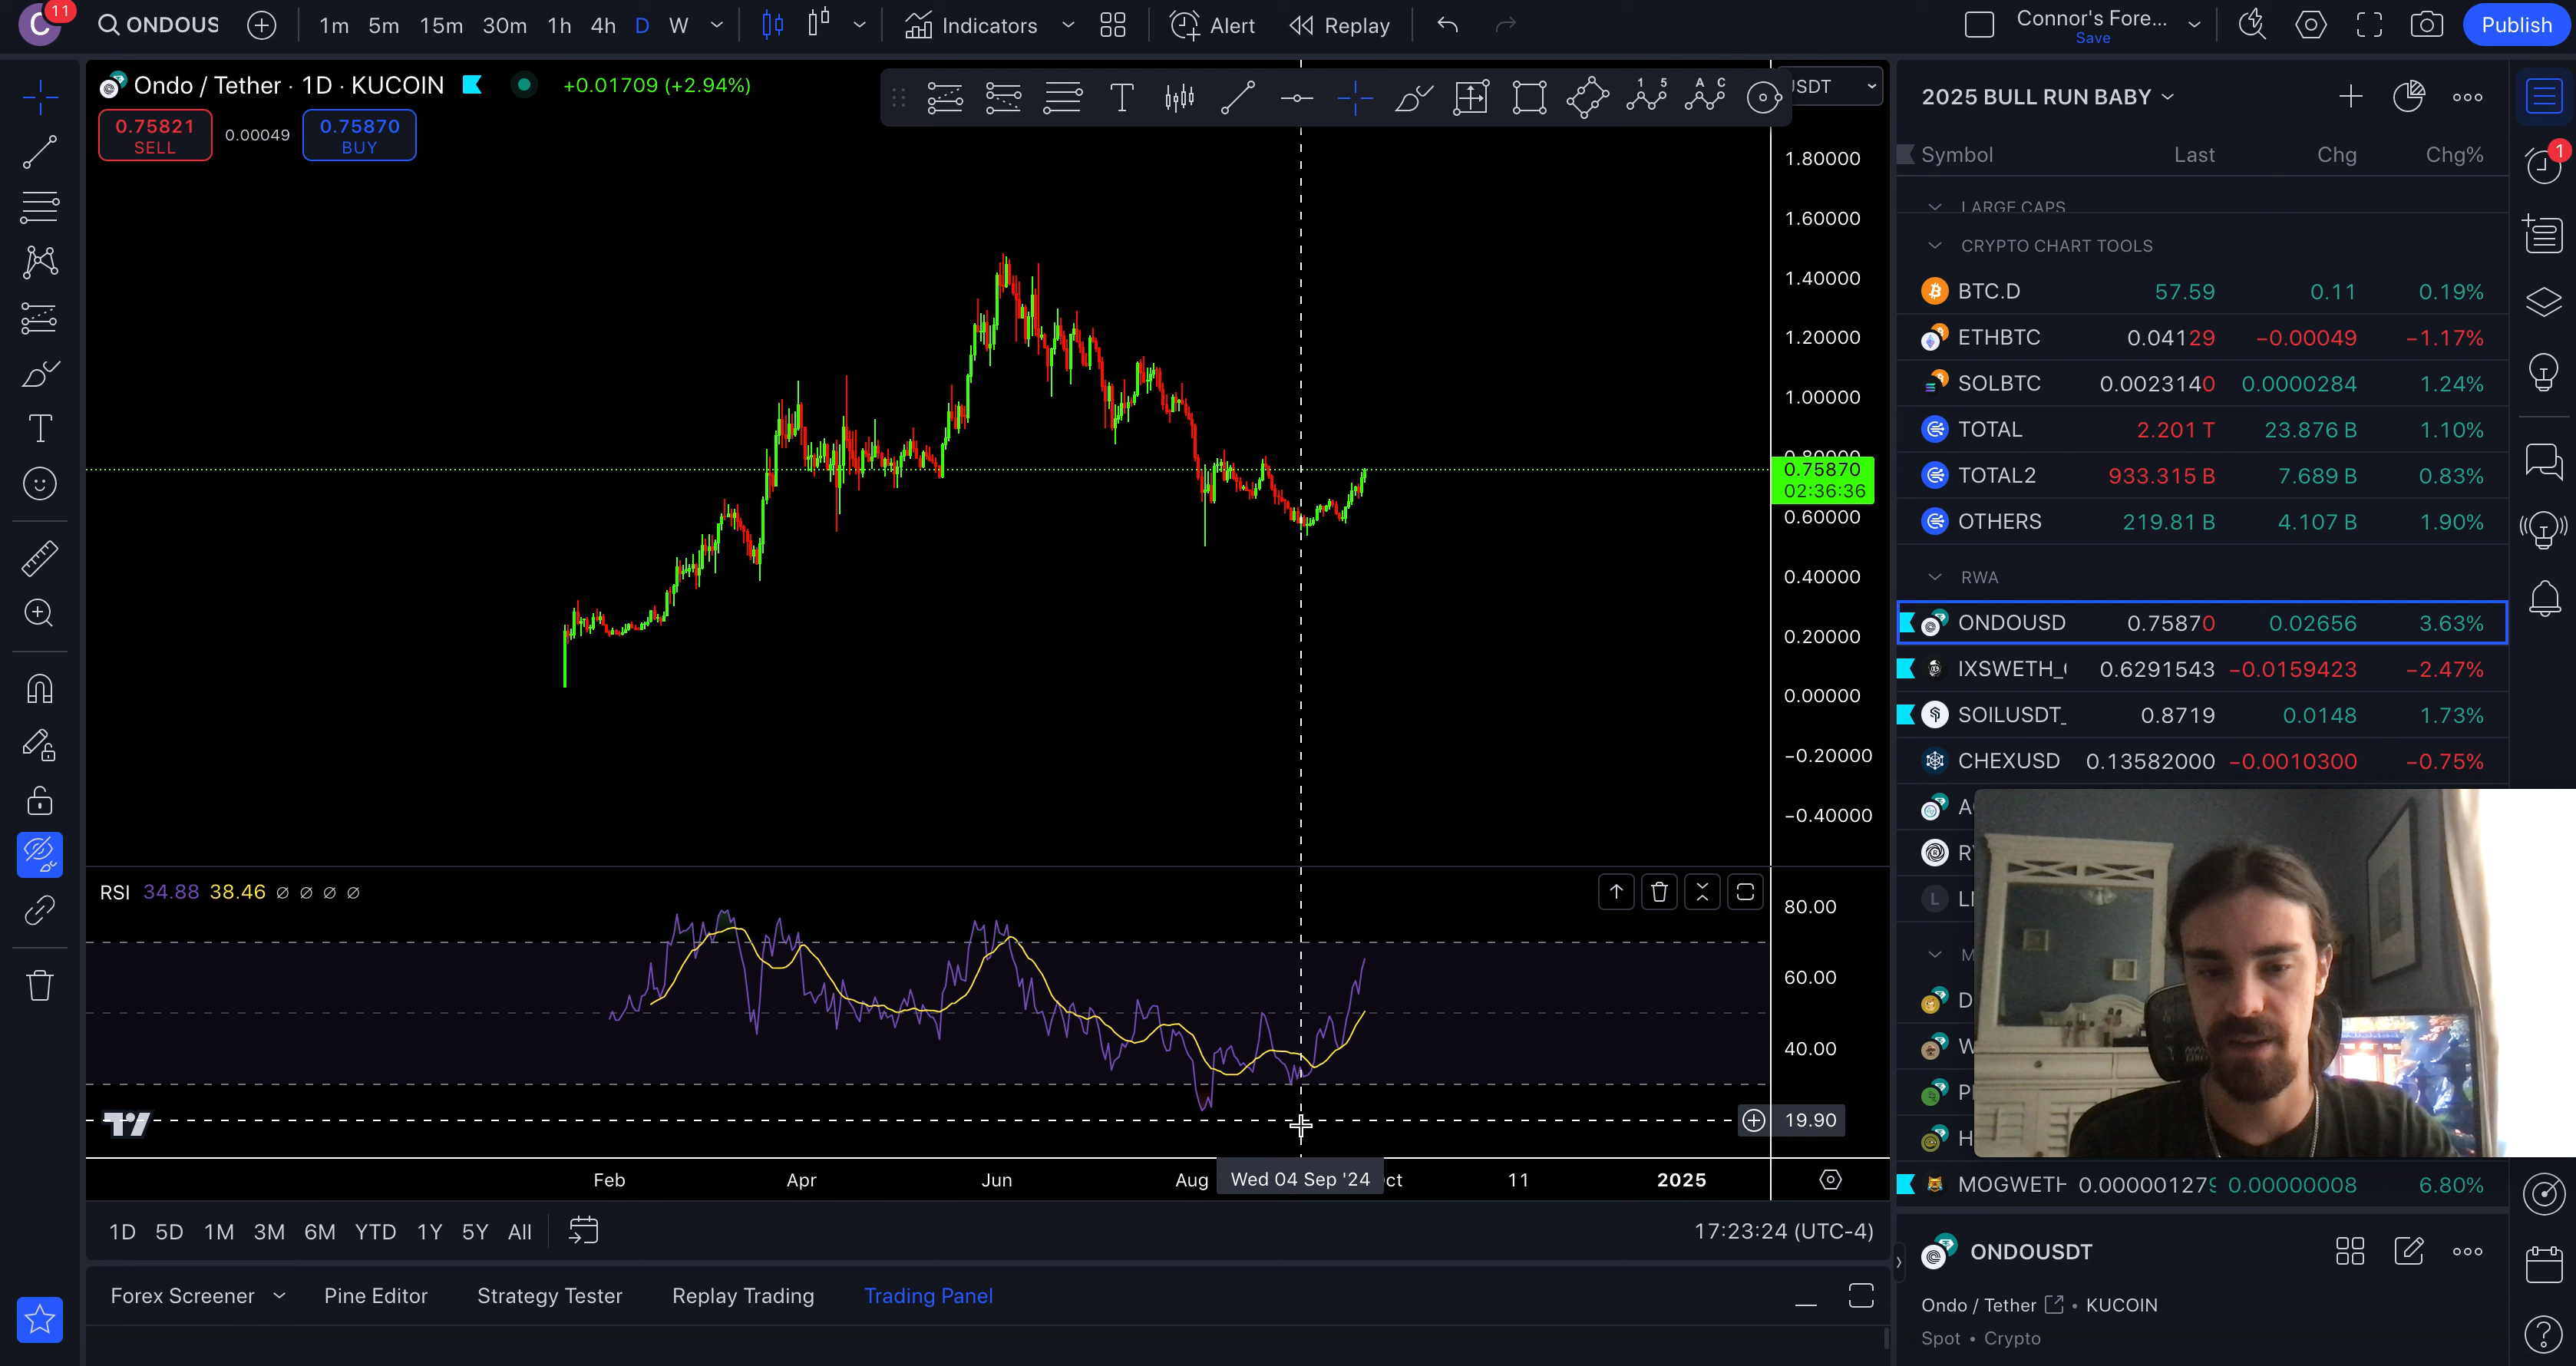 C 11 ONDOUS 1m 5m 15m 30m 1h 4h D W Indicators Alert Replay Connor's Fore... Save Publish
Ondo / Tether · 1D · KUCOIN +0.01709 (+2.94%)
0.75821 SELL 0.00049 0.75870 BUY
T 1 5 A C
1.80000
1.60000
1.40000
1.20000
1.00000
0.75870
02:36:36
0.60000
0.40000
0.20000
0.00000
−0.20000
−0.40000
RSI 34.88 38.46 ∅ ∅ ∅ ∅
80.00
60.00
40.00
19.90
Feb Apr Jun Aug Wed 04 Sep '24 ct 11 2025
1D 5D 1M 3M 6M YTD 1Y 5Y All 17:23:24 (UTC-4)
Forex Screener Pine Editor Strategy Tester Replay Trading Trading Panel
2025 BULL RUN BABY
1
Symbol Last Chg Chg%
LARGE CAPS
CRYPTO CHART TOOLS
BTC.D 57.59 0.11 0.19%
ETHBTC 0.04129 −0.00049 −1.17%
SOLBTC 0.0023140 0.0000284 1.24%
TOTAL 2.201 T 23.876 B 1.10%
TOTAL2 933.315 B 7.689 B 0.83%
OTHERS 219.81 B 4.107 B 1.90%
RWA
ONDOUSD 0.75870 0.02656 3.63%
IXSWETH_ 0.6291543 −0.0159423 −2.47%
SOILUSDT_ 0.8719 0.0148 1.73%
CHEXUSD 0.13582000 −0.0010300 −0.75%
A
R
L
M
D
W
P
H
MOGWETH 0.000001279 0.00000008 6.80%
ONDOUSDT
Ondo / Tether • KUCOIN
Spot • Crypto